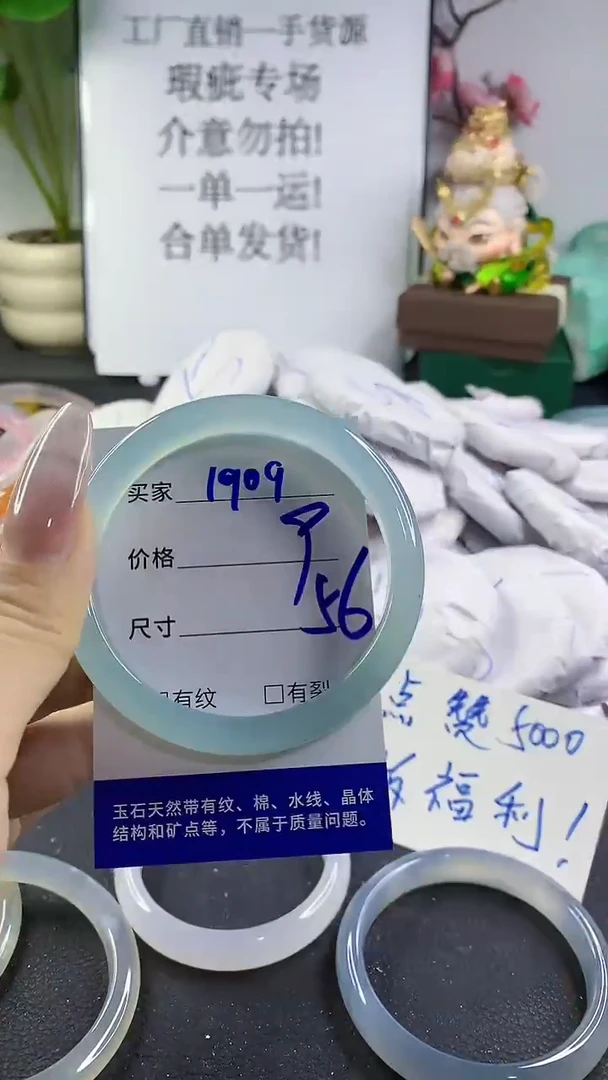 工厂直销一手货源
瑕疵专场
介意勿拍!
一单一运!
合单发货!
买家 1909
价格
尺寸 56
有纹 □有裂
玉石天然带有纹、棉、水线、晶体
结构和矿点等，不属于质量问题。
点赞5000
福利!